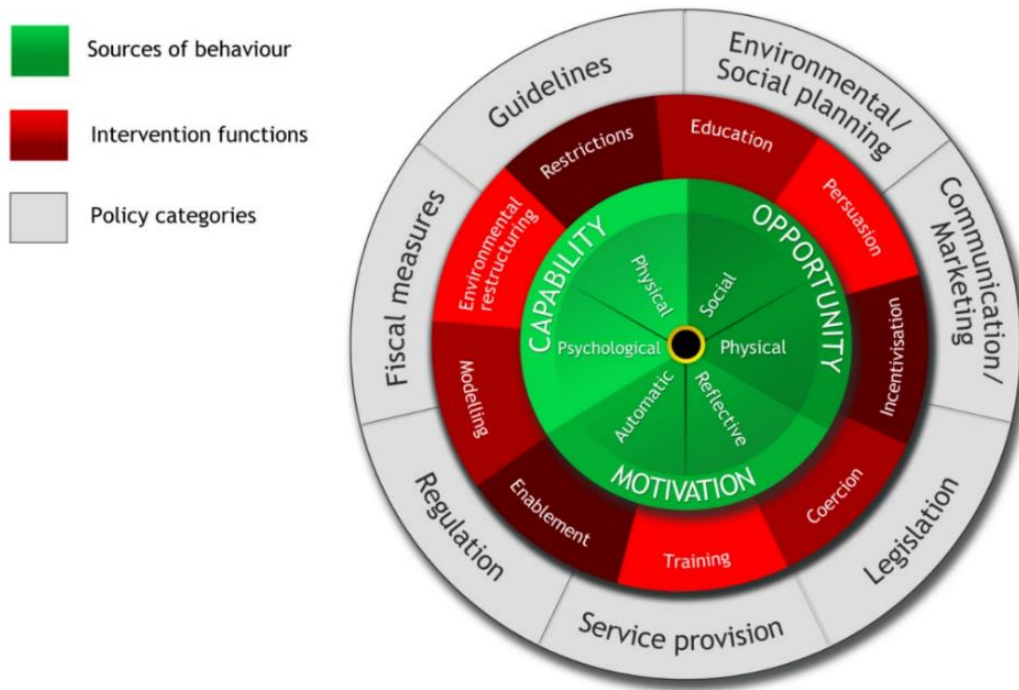 Sources of behaviour
Intervention functions
Policy categories
Guidelines
Environmental/
Social planning
Communication/
Marketing
Legislation
Service provision
Regulation
Fiscal measures
Restrictions
Education
Persuasion
Incentivisation
Coercion
Training
Enablement
Modelling
Environmental
restructuring
CAPABILITY
OPPORTUNITY
MOTIVATION
Physical
Social
Physical
Reflective
Automatic
Psychological